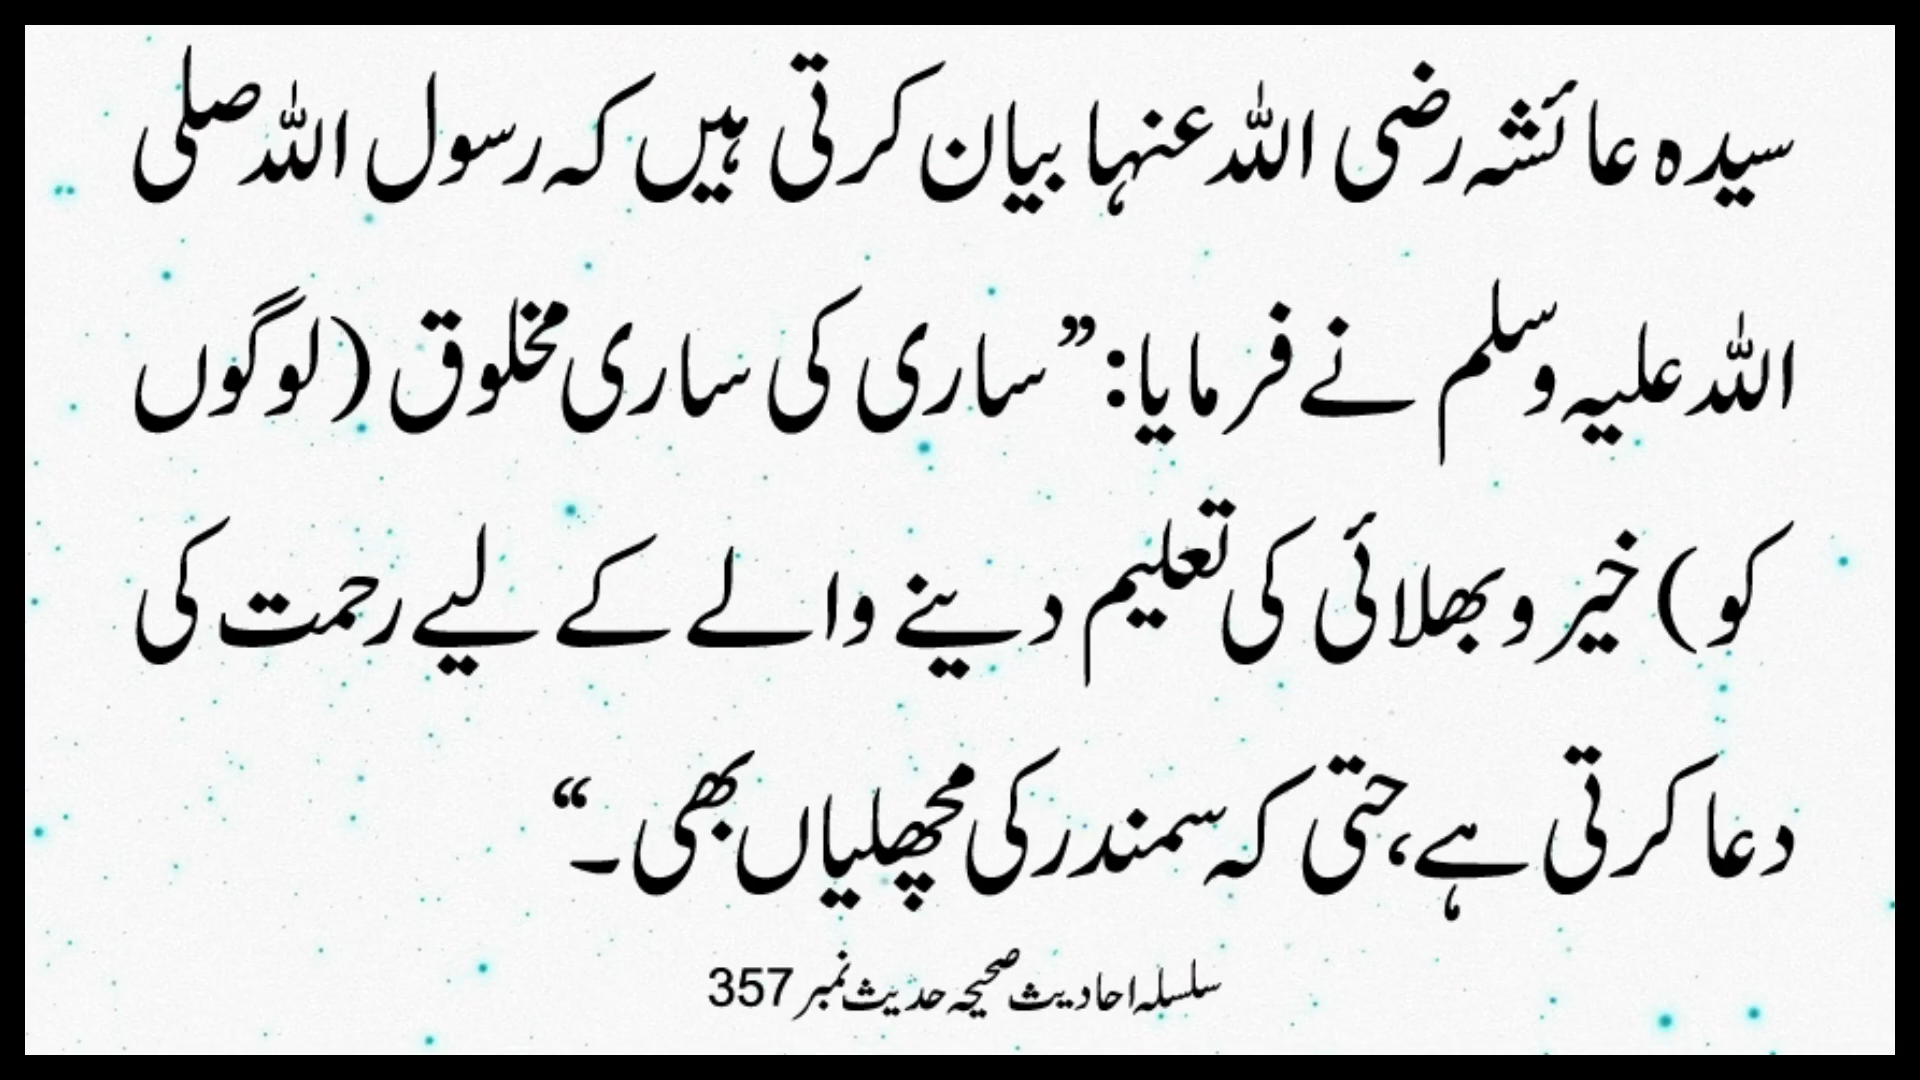 سیدہ عائشہ رضی اللہ عنہا بیان کرتی ہیں کہ رسول اللہ صلی
اللہ علیہ وسلم نے فرمایا: ”ساری کی ساری مخلوق (لوگوں
کو) خیر و بھلائی کی تعلیم دینے والے کے لیے رحمت کی
دعا کرتی ہے، حتی کہ سمندر کی مچھلیاں بھی۔“
سلسلہ احادیث صحیحہ حدیث نمبر 357